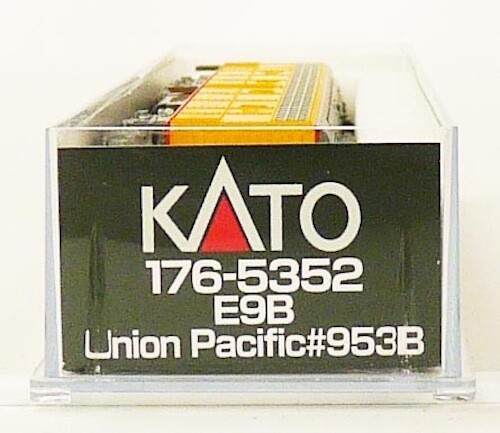 KATO
176-5352
E9B
Union Pacific#953B